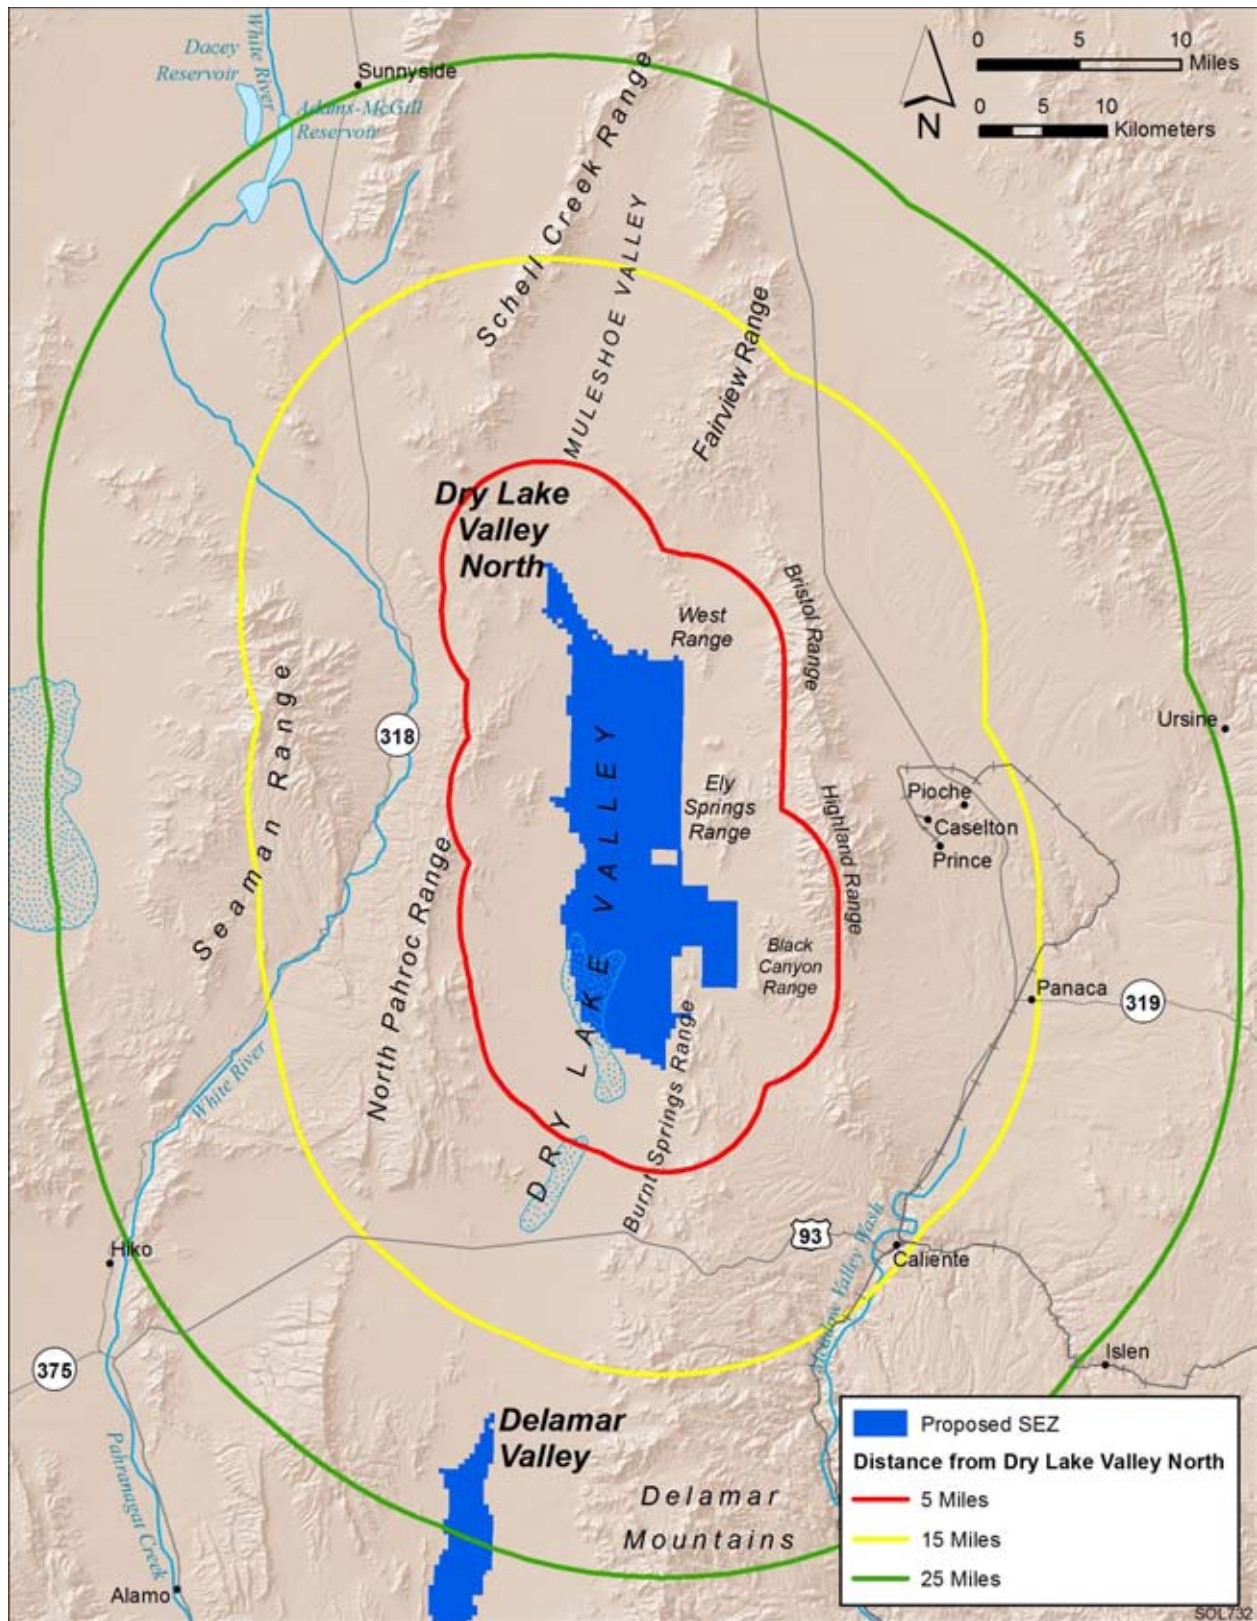 Dacey
Reservoir
White River
Sunnyside
Adams-McGill
Reservoir
0 5 10
Miles
0 5 10
Kilometers
N
Schell Creek Range
MULESHOE VALLEY
Fairview Range
Dry Lake
Valley
North
West
Range
Bristol Range
Seaman Range
318
Ursine
Ely
Springs
Range
Highland Range
Pioche
Caselton
Prince
North Pahroc Range
DRY LAKE VALLEY
Black
Canyon
Range
Panaca
319
White River
Burnt Springs Range
Hiko
93
Meadow Valley Wash
Caliente
375
Islen
Pahranagat Creek
Delamar
Valley
Delamar
Mountains
Alamo
Proposed SEZ
Distance from Dry Lake Valley North
5 Miles
15 Miles
25 Miles
SOL732